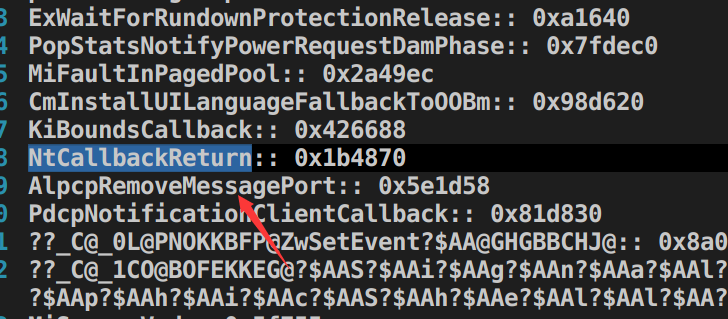 3 ExWaitForRundownProtectionRelease:: 0xa1640
4 PopStatsNotifyPowerRequestDamPhase:: 0x7fdec0
5 MiFaultInPagedPool:: 0x2a49ec
6 CmInstallUILanguageFallbackToOOBm:: 0x98d620
7 KiBoundsCallback:: 0x426688
8 NtCallbackReturn:: 0x1b4870
9 AlpcpRemoveMessagePort:: 0x5e1d58
0 PdcpNotificationClientCallback:: 0x81d830
1 ??_C@_0L@PNOKKBFP@ZwSetEvent?$AA@GHGBBCHJ@:: 0x8a0
2 ??_C@_1CO@BOFEKKEG@?$AAS?$AAi?$AAg?$AAn?$AAa?$AAl?
?$AAp?$AAh?$AAi?$AAc?$AAS?$AAh?$AAe?$AAl?$AAl?$AA?